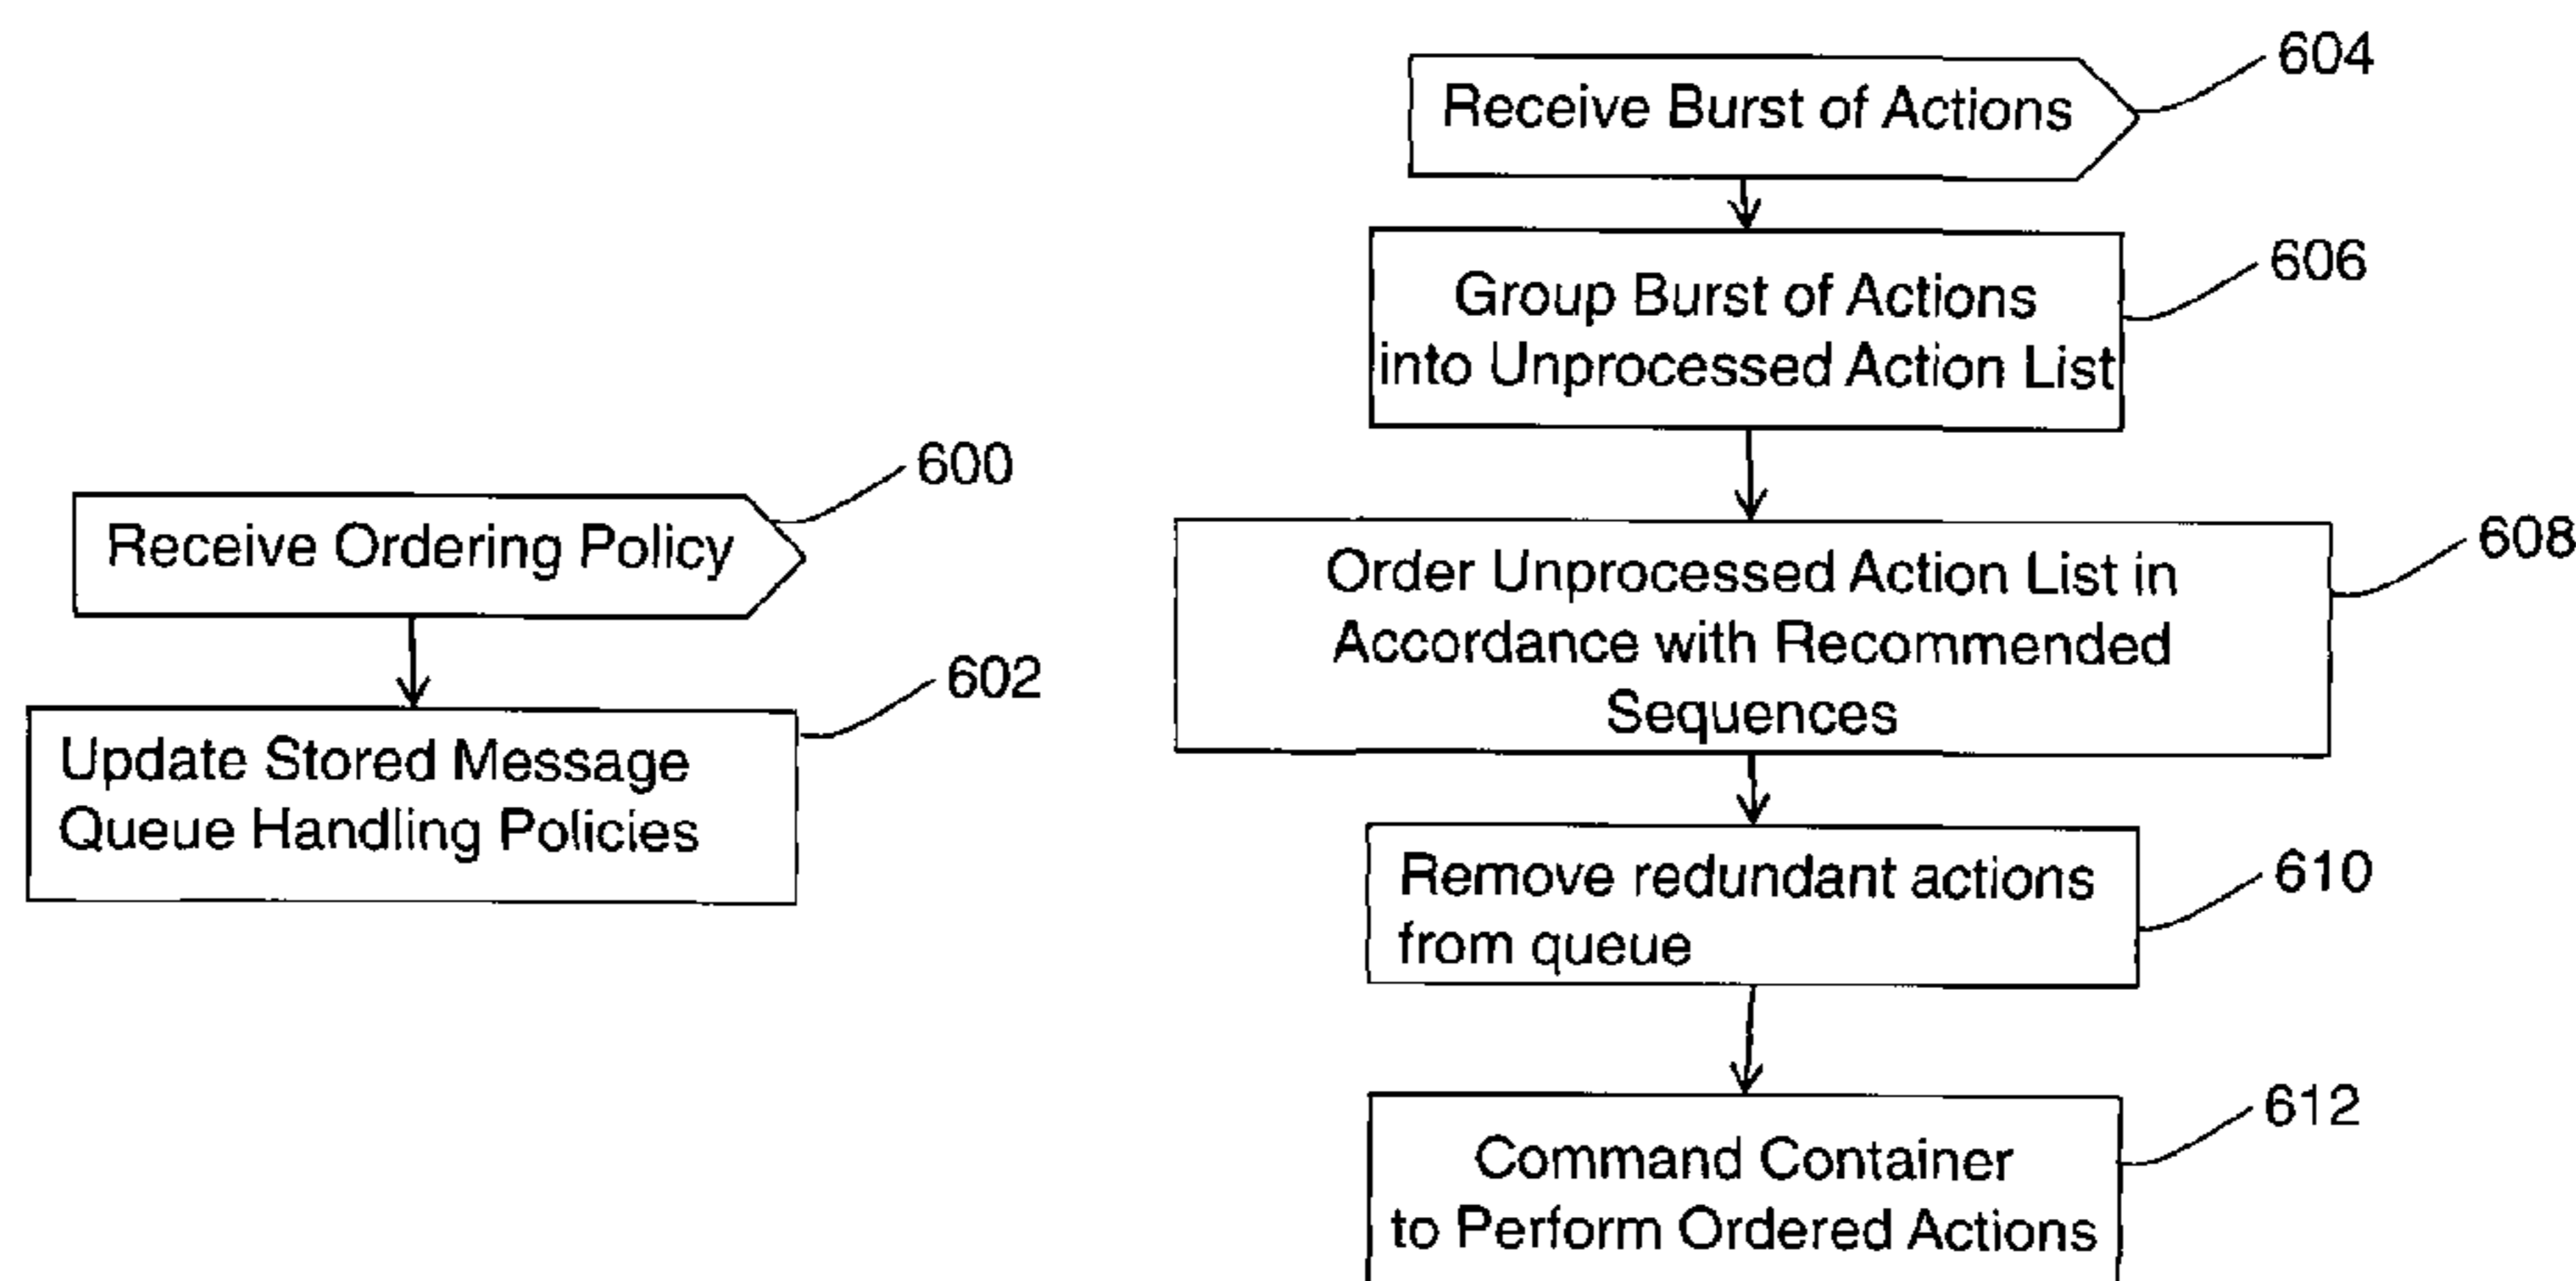 600
Receive Ordering Policy
602
Update Stored Message
Queue Handling Policies
604
Receive Burst of Actions
606
Group Burst of Actions
into Unprocessed Action List
608
Order Unprocessed Action List in
Accordance with Recommended
Sequences
610
Remove redundant actions
from queue
612
Command Container
to Perform Ordered Actions